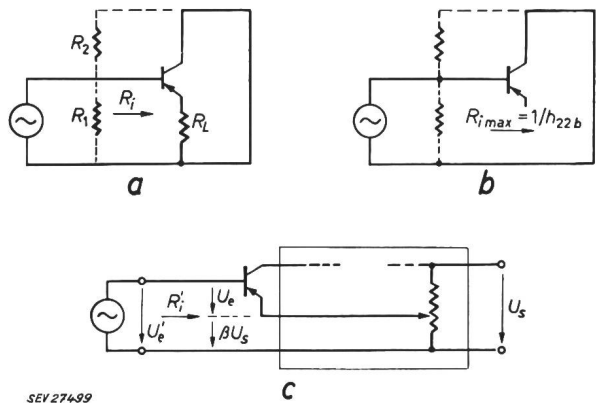 R2
R1
Ri
RL
a
Ri max = 1/h22b
b
R'i
U'e
Ue
βUs
Us
c
SEV 27499